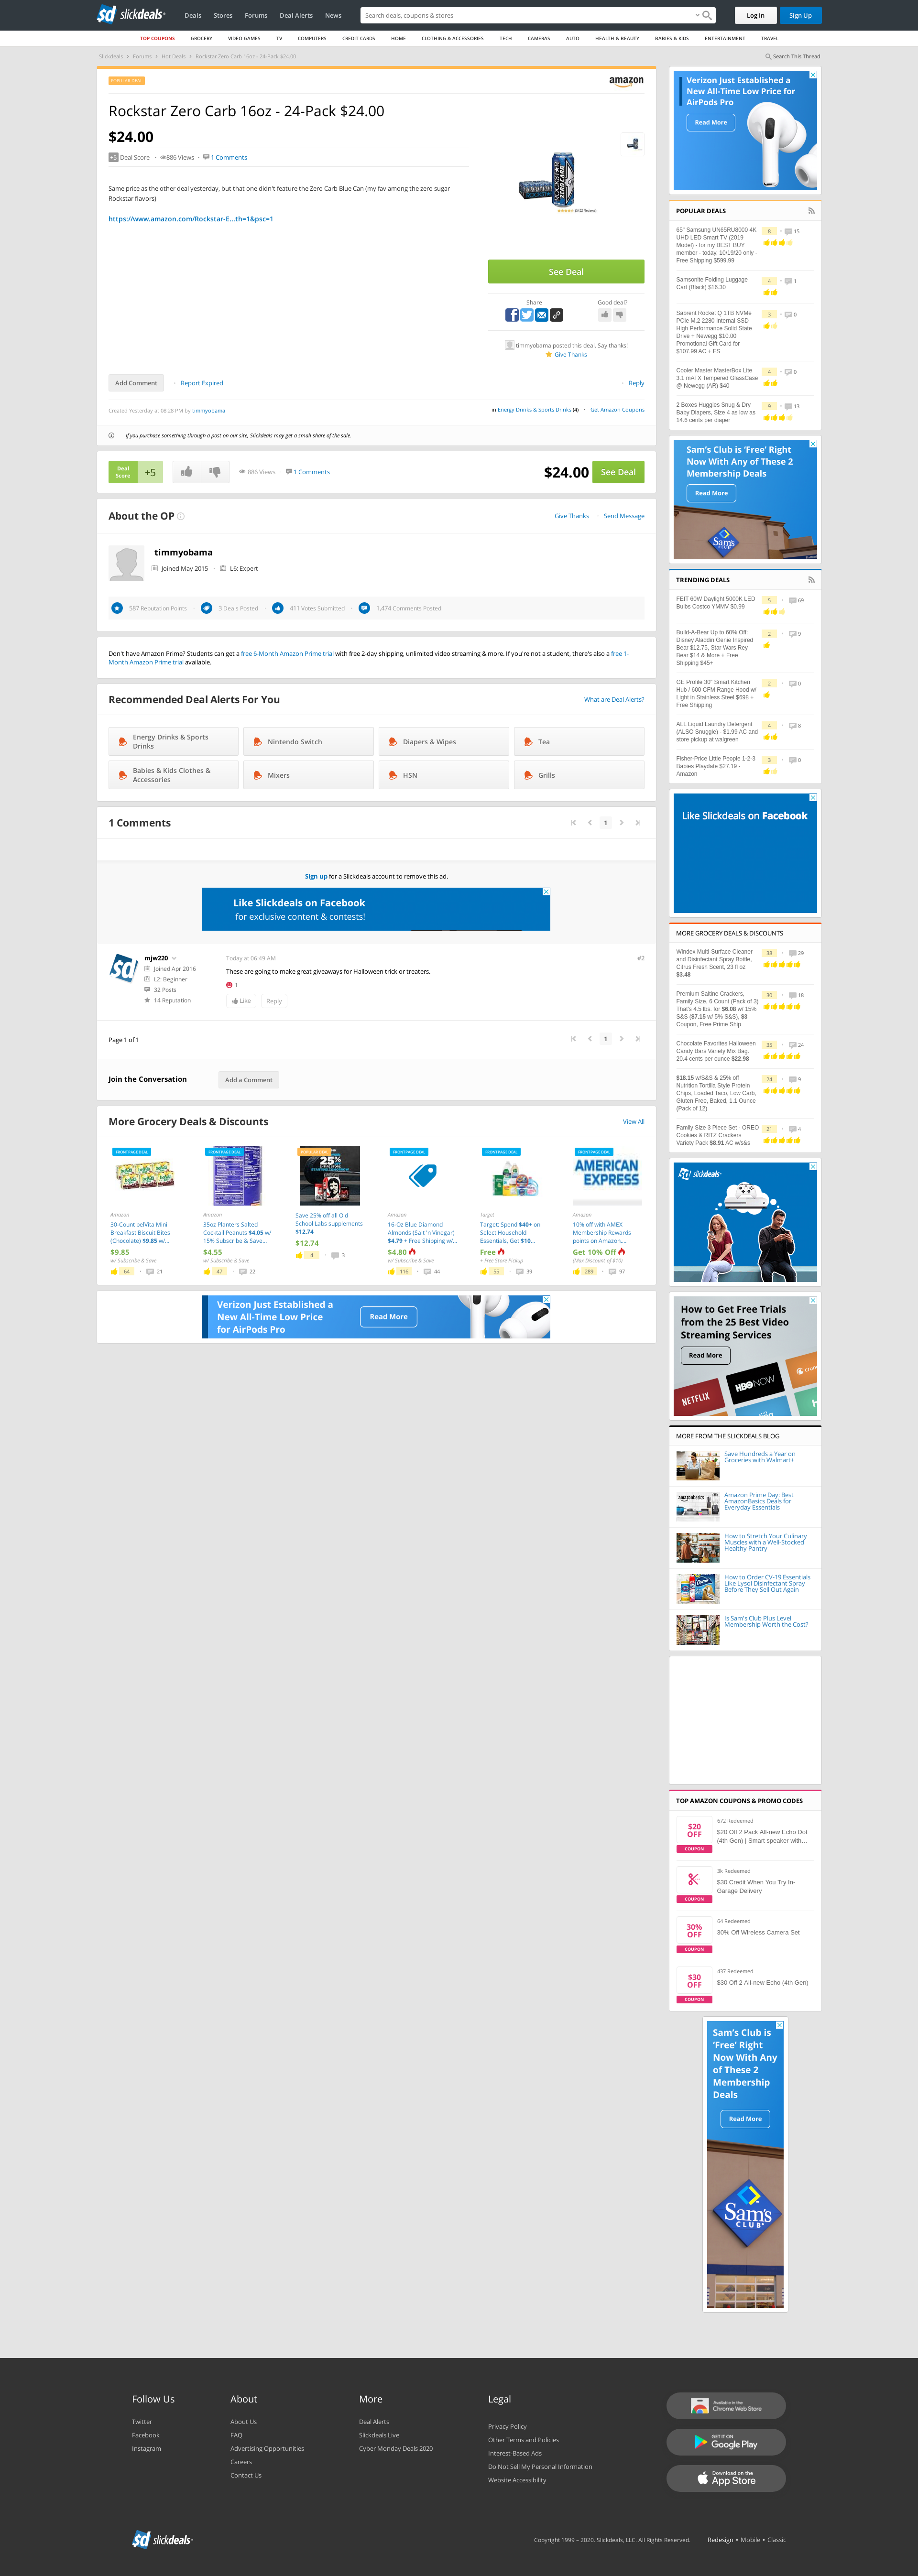 slickdeals
Deals Stores Forums Deal Alerts News
Search deals, coupons & stores
Log In Sign Up
TOP COUPONS GROCERY VIDEO GAMES TV COMPUTERS CREDIT CARDS HOME CLOTHING & ACCESSORIES TECH CAMERAS AUTO HEALTH & BEAUTY BABIES & KIDS ENTERTAINMENT TRAVEL
Slickdeals > Forums > Hot Deals > Rockstar Zero Carb 16oz - 24-Pack $24.00
Search This Thread
POPULAR DEAL
amazon
Rockstar Zero Carb 16oz - 24-Pack $24.00
$24.00
+5 Deal Score 886 Views 1 Comments
Same price as the other deal yesterday, but that one didn't feature the Zero Carb Blue Can (my fav among the zero sugar
Rockstar flavors)
https://www.amazon.com/Rockstar-E...th=1&psc=1
See Deal
Share Good deal?
timmyobama posted this deal. Say thanks!
Give Thanks
Add Comment Report Expired Reply
Created Yesterday at 08:28 PM by timmyobama
in Energy Drinks & Sports Drinks (4) Get Amazon Coupons
If you purchase something through a post on our site, Slickdeals may get a small share of the sale.
Deal
Score
+5
886 Views 1 Comments
$24.00 See Deal
About the OP
Give Thanks Send Message
timmyobama
Joined May 2015 L6: Expert
587 Reputation Points 3 Deals Posted 411 Votes Submitted 1,474 Comments Posted
Don't have Amazon Prime? Students can get a free 6-Month Amazon Prime trial with free 2-day shipping, unlimited video streaming & more. If you're not a student, there's also a free 1-
Month Amazon Prime trial available.
Recommended Deal Alerts For You
What are Deal Alerts?
Energy Drinks & Sports
Drinks
Nintendo Switch
Diapers & Wipes
Tea
Babies & Kids Clothes &
Accessories
Mixers
HSN
Grills
1 Comments
1
Sign up for a Slickdeals account to remove this ad.
Like Slickdeals on Facebook
for exclusive content & contests!
mjw220
Joined Apr 2016
L2: Beginner
32 Posts
14 Reputation
Today at 06:49 AM
#2
These are going to make great giveaways for Halloween trick or treaters.
1
Like Reply
Page 1 of 1
1
Join the Conversation
Add a Comment
More Grocery Deals & Discounts
View All
FRONTPAGE DEAL
Amazon
30-Count belVita Mini
Breakfast Biscuit Bites
(Chocolate) $9.85 w/...
$9.85
w/ Subscribe & Save
64 21
FRONTPAGE DEAL
Amazon
35oz Planters Salted
Cocktail Peanuts $4.05 w/
15% Subscribe & Save...
$4.55
w/ Subscribe & Save
47 22
POPULAR DEAL
25%
Save 25% off all Old
School Labs supplements
$12.74
$12.74
4 3
FRONTPAGE DEAL
Amazon
16-Oz Blue Diamond
Almonds (Salt 'n Vinegar)
$4.79 + Free Shipping w/...
$4.80
w/ Subscribe & Save
116 44
FRONTPAGE DEAL
Target
Target: Spend $40+ on
Select Household
Essentials, Get $10...
Free
+ Free Store Pickup
55 39
FRONTPAGE DEAL
AMERICAN
EXPRESS
Amazon
10% off with AMEX
Membership Rewards
points on Amazon....
Get 10% Off
(Max Discount of $10)
289 97
Verizon Just Established a
New All-Time Low Price
for AirPods Pro
Read More
Verizon Just Established a
New All-Time Low Price for
AirPods Pro
Read More
POPULAR DEALS
65" Samsung UN65RU8000 4K
UHD LED Smart TV (2019
Model) - for my BEST BUY
member - today, 10/19/20 only -
Free Shipping $599.99
8 15
Samsonite Folding Luggage
Cart (Black) $16.30
4 1
Sabrent Rocket Q 1TB NVMe
PCIe M.2 2280 Internal SSD
High Performance Solid State
Drive + Newegg $10.00
Promotional Gift Card for
$107.99 AC + FS
3 0
Cooler Master MasterBox Lite
3.1 mATX Tempered GlassCase
@ Newegg (AR) $40
4 0
2 Boxes Huggies Snug & Dry
Baby Diapers, Size 4 as low as
14.6 cents per diaper
9 13
Sam's Club is 'Free' Right
Now With Any of These 2
Membership Deals
Read More
Sam's
TRENDING DEALS
FEIT 60W Daylight 5000K LED
Bulbs Costco YMMV $0.99
5 69
Build-A-Bear Up to 60% Off:
Disney Aladdin Genie Inspired
Bear $12.75, Star Wars Rey
Bear $14 & More + Free
Shipping $45+
2 9
GE Profile 30" Smart Kitchen
Hub / 600 CFM Range Hood w/
Light in Stainless Steel $698 +
Free Shipping
2 0
ALL Liquid Laundry Detergent
(ALSO Snuggle) - $1.99 AC and
store pickup at walgreen
4 8
Fisher-Price Little People 1-2-3
Babies Playdate $27.19 -
Amazon
3 0
Like Slickdeals on Facebook
MORE GROCERY DEALS & DISCOUNTS
Windex Multi-Surface Cleaner
and Disinfectant Spray Bottle,
Citrus Fresh Scent, 23 fl oz
$3.48
38 29
Premium Saltine Crackers,
Family Size, 6 Count (Pack of 3)
That's 4.5 lbs. for $6.08 w/ 15%
S&S ($7.15 w/ 5% S&S), $3
Coupon, Free Prime Ship
30 18
Chocolate Favorites Halloween
Candy Bars Variety Mix Bag.
20.4 cents per ounce $22.98
35 24
$18.15 w/S&S & 25% off
Nutrition Tortilla Style Protein
Chips, Loaded Taco, Low Carb,
Gluten Free, Baked, 1.1 Ounce
(Pack of 12)
24 9
Family Size 3 Piece Set - OREO
Cookies & RITZ Crackers
Variety Pack $8.91 AC w/s&s
21 4
slickdeals
How to Get Free Trials
from the 25 Best Video
Streaming Services
Read More
NETFLIX
HBO NOW
MORE FROM THE SLICKDEALS BLOG
Save Hundreds a Year on
Groceries with Walmart+
amazonbasics
Amazon Prime Day: Best
AmazonBasics Deals for
Everyday Essentials
How to Stretch Your Culinary
Muscles with a Well-Stocked
Healthy Pantry
How to Order CV-19 Essentials
Like Lysol Disinfectant Spray
Before They Sell Out Again
Is Sam's Club Plus Level
Membership Worth the Cost?
TOP AMAZON COUPONS & PROMO CODES
$20
OFF
COUPON
672 Redeemed
$20 Off 2 Pack All-new Echo Dot
(4th Gen) | Smart speaker with...
COUPON
3k Redeemed
$30 Credit When You Try In-
Garage Delivery
30%
OFF
COUPON
64 Redeemed
30% Off Wireless Camera Set
$30
OFF
COUPON
437 Redeemed
$30 Off 2 All-new Echo (4th Gen)
Sam's Club is
'Free' Right
Now With Any
of These 2
Membership
Deals
Read More
Sam's
CLUB
Follow Us
Twitter
Facebook
Instagram
About
About Us
FAQ
Advertising Opportunities
Careers
Contact Us
More
Deal Alerts
Slickdeals Live
Cyber Monday Deals 2020
Legal
Privacy Policy
Other Terms and Policies
Interest-Based Ads
Do Not Sell My Personal Information
Website Accessibility
Available in the
Chrome Web Store
GET IT ON
Google Play
Download on the
App Store
slickdeals
Copyright 1999 - 2020. Slickdeals, LLC. All Rights Reserved.
Redesign • Mobile • Classic